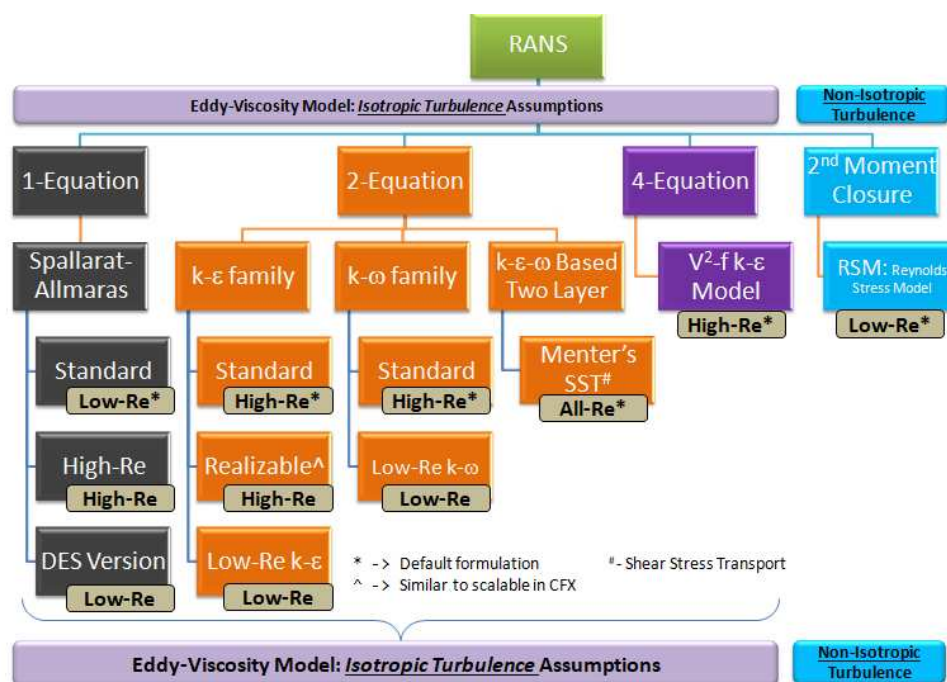 RANS
Eddy-Viscosity Model: Isotropic Turbulence Assumptions
Non-Isotropic
Turbulence
1-Equation
2-Equation
4-Equation
2nd Moment
Closure
Spallarat-
Allmaras
k-ε family
k-ω family
k-ε-ω Based
Two Layer
V²-f k-ε
Model
High-Re*
RSM: Reynolds
Stress Model
Low-Re*
Standard
Low-Re*
Standard
High-Re*
Standard
High-Re*
Menter's
SST#
All-Re*
High-Re
High-Re
Realizable^
High-Re
Low-Re k-ω
Low-Re
DES Version
Low-Re
Low-Re k-ε
Low-Re
* -> Default formulation
#- Shear Stress Transport
^ -> Similar to scalable in CFX
Eddy-Viscosity Model: Isotropic Turbulence Assumptions
Non-Isotropic
Turbulence